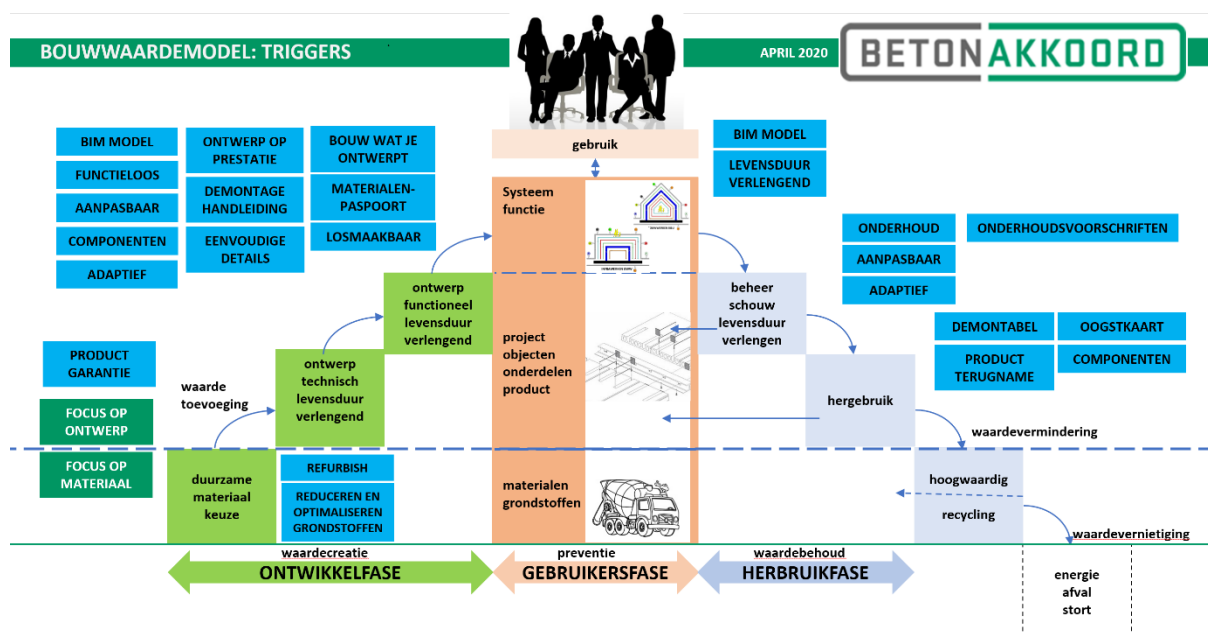 BOUWWAARDEMODEL: TRIGGERS
APRIL 2020
BETONAKKOORD
BIM MODEL
FUNCTIELOOS
AANPASBAAR
COMPONENTEN
ADAPTIEF
ONTWERP OP
PRESTATIE
DEMONTAGE
HANDLEIDING
EENVOUDIGE
DETAILS
BOUW WAT JE
ONTWERPT
MATERIALEN-
PASPOORT
LOSMAAKBAAR
gebruik
Systeem
functie
BIM MODEL
LEVENSDUUR
VERLENGEND
ONDERHOUD
AANPASBAAR
ADAPTIEF
ONDERHOUDSVOORSCHRIFTEN
ontwerp
functioneel
levensduur
verlengend
project
objecten
onderdelen
product
beheer
schouw
levensduur
verlengen
DEMONTABEL
PRODUCT
TERUGNAME
OOGSTKAART
COMPONENTEN
PRODUCT
GARANTIE
waarde
toevoeging
ontwerp
technisch
levensduur
verlengend
hergebruik
FOCUS OP
ONTWERP
waardevermindering
FOCUS OP
MATERIAAL
duurzame
materiaal
keuze
REFURBISH
REDUCEREN EN
OPTIMALISEREN
GRONDSTOFFEN
materialen
grondstoffen
hoogwaardig
recycling
waardevernietiging
waardecreatie
ONTWIKKELFASE
preventie
GEBRUIKERSFASE
waardebehoud
HERBRUIKFASE
energie
afval
stort